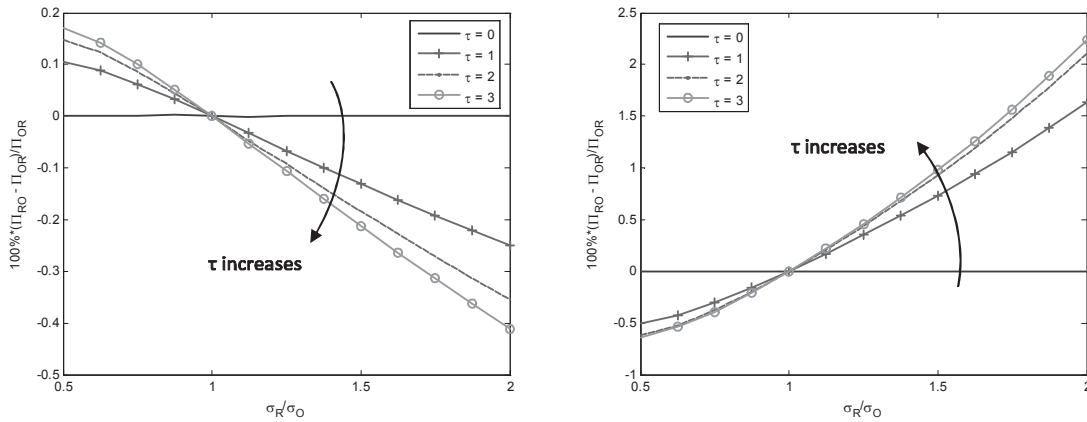 0.2
0.1
0
-0.1
-0.2
-0.3
-0.4
-0.5
100%*(Π_RO - Π_OR)/Π_OR
τ = 0
τ = 1
τ = 2
τ = 3
τ increases
0.5
1
1.5
2
σ_R/σ_O
2.5
2
1.5
1
0.5
0
-0.5
-1
100%*(Π_RO - Π_OR)/Π_OR
τ = 0
τ = 1
τ = 2
τ = 3
τ increases
0.5
1
1.5
2
σ_R/σ_O